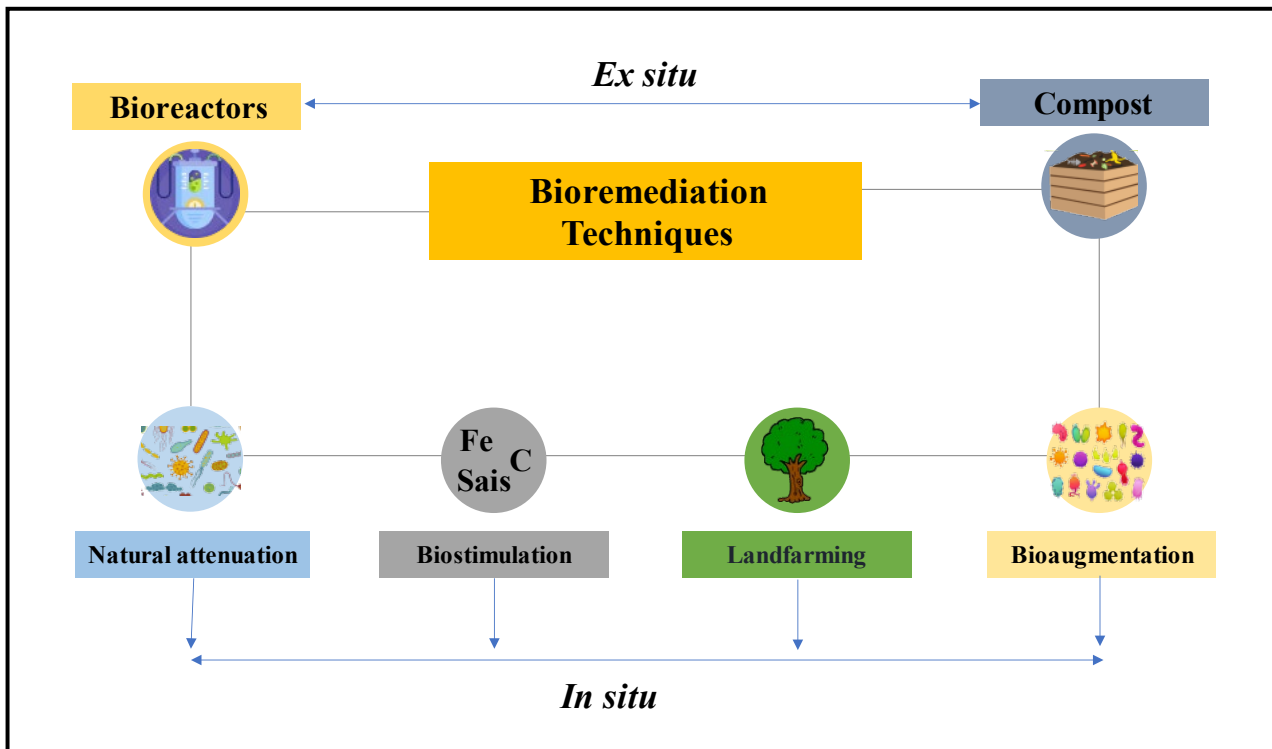 Ex situ
Bioreactors
Compost
Bioremediation
Techniques
Fe
C
Sais
Natural attenuation
Biostimulation
Landfarming
Bioaugmentation
In situ